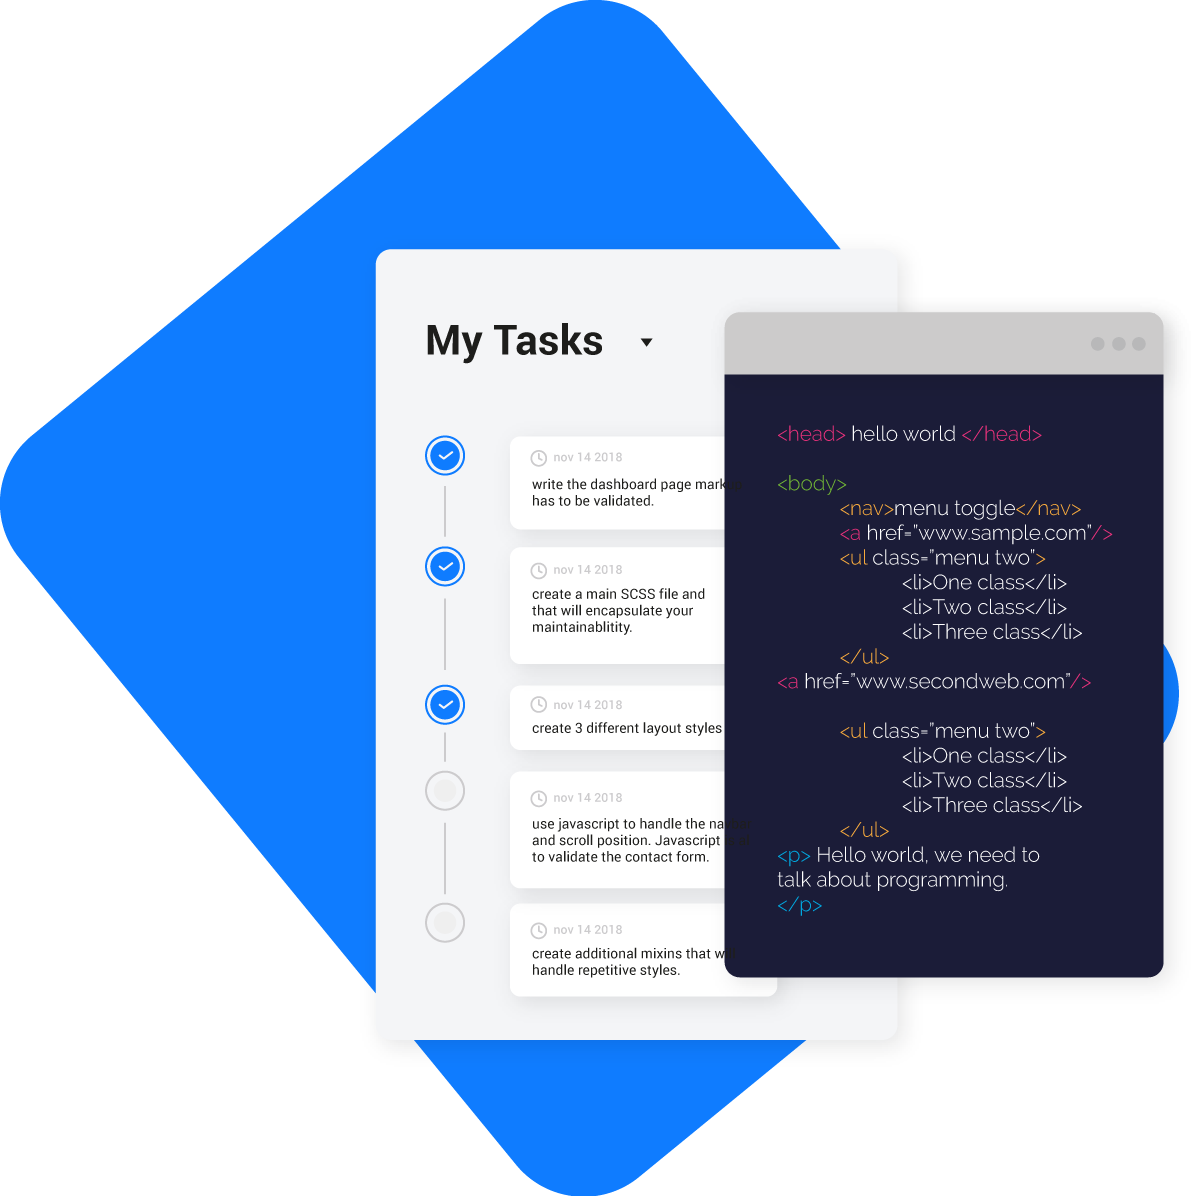 My Tasks
nov 14 2018
write the dashboard page
has to be validated.
nov 14 2018
create a main SCSS file and
that will encapsulate your
maintainablitity.
nov 14 2018
create 3 different layout styles
nov 14 2018
use javascript to handle the
and scroll position. Javascript
to validate the contact form.
nov 14 2018
create additional mixins that
handle repetitive styles.
<head> hello world </head>
<body>
<nav>menu toggle</nav>
<a href=”www.sample.com”/>
<ul class=”menu two”>
<li>One class</li>
<li>Two class</li>
<li>Three class</li>
</ul>
<a href=”www.secondweb.com”/>
<ul class=”menu two”>
<li>One class</li>
<li>Two class</li>
<li>Three class</li>
</ul>
<p> Hello world, we need to
talk about programming.
</p>